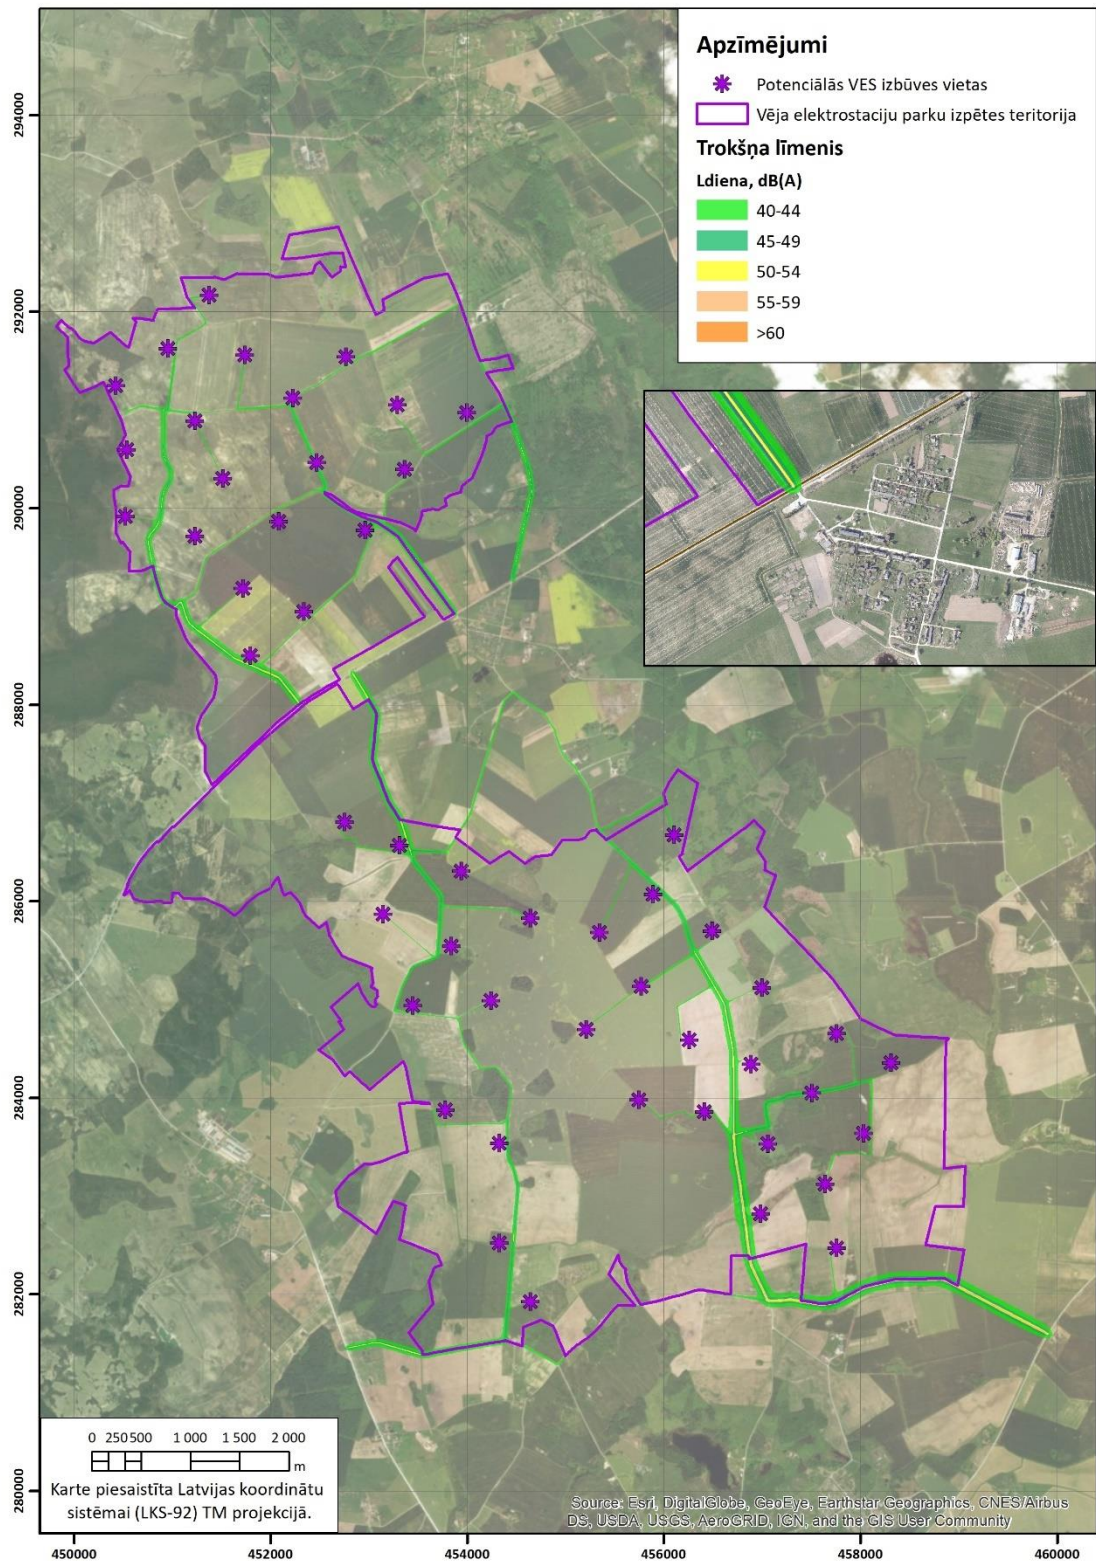 Apzīmējumi
Potenciālās VES izbūves vietas
Vēja elektrostaciju parku izpētes teritorija
Trokšņa līmenis
Ldiena, dB(A)
40-44
45-49
50-54
55-59
>60
294000
292000
290000
288000
286000
284000
282000
280000
0 250 500 1 000 1 500 2 000
m
Karte piesaistīta Latvijas koordinātu
sistēmai (LKS-92) TM projekcijā.
Source: Esri, DigitalGlobe, GeoEye, Earthstar Geographics, CNES/Airbus
DS, USDA, USGS, AeroGRID, IGN, and the GIS User Community
450000 452000 454000 456000 458000 460000